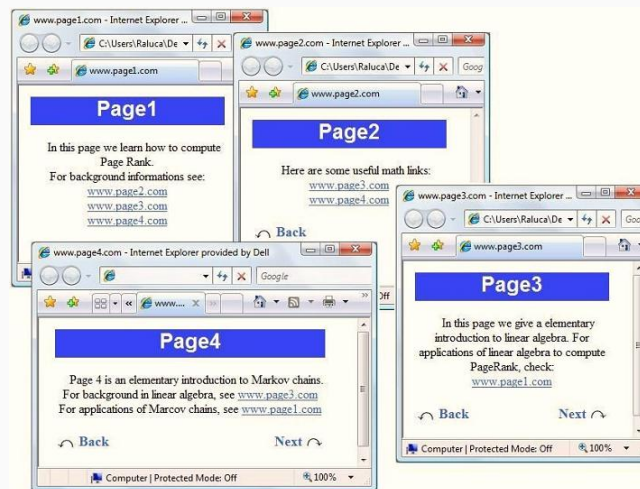 www.page1.com - Internet Explorer ...
C:\Users\Raluca\De
www.page1.com
Page1
In this page we learn how to compute
Page Rank.
For background informations see:
www.page2.com
www.page3.com
www.page4.com
www.page2.com - Internet Explorer ...
C:\Users\Raluca\De
Goog
www.page2.com
Page2
Here are some useful math links:
www.page3.com
www.page4.com
Back
Off
www.page4.com - Internet Explorer provided by Dell
Google
www....
Page4
Page 4 is an elementary introduction to Markov chains.
For background in linear algebra, see www.page3.com
For applications of Marcov chains, see www.page1.com
Back Next
Computer | Protected Mode: Off 100%
www.page3.com - Internet Explorer ...
C:\Users\Raluca\De
Goo
www.page3.com
Page3
In this page we give a elementary
introduction to linear algebra. For
applications of linear algebra to compute
PageRank, check:
www.page1.com
Back Next
Computer | Protected Mode: Off 100%